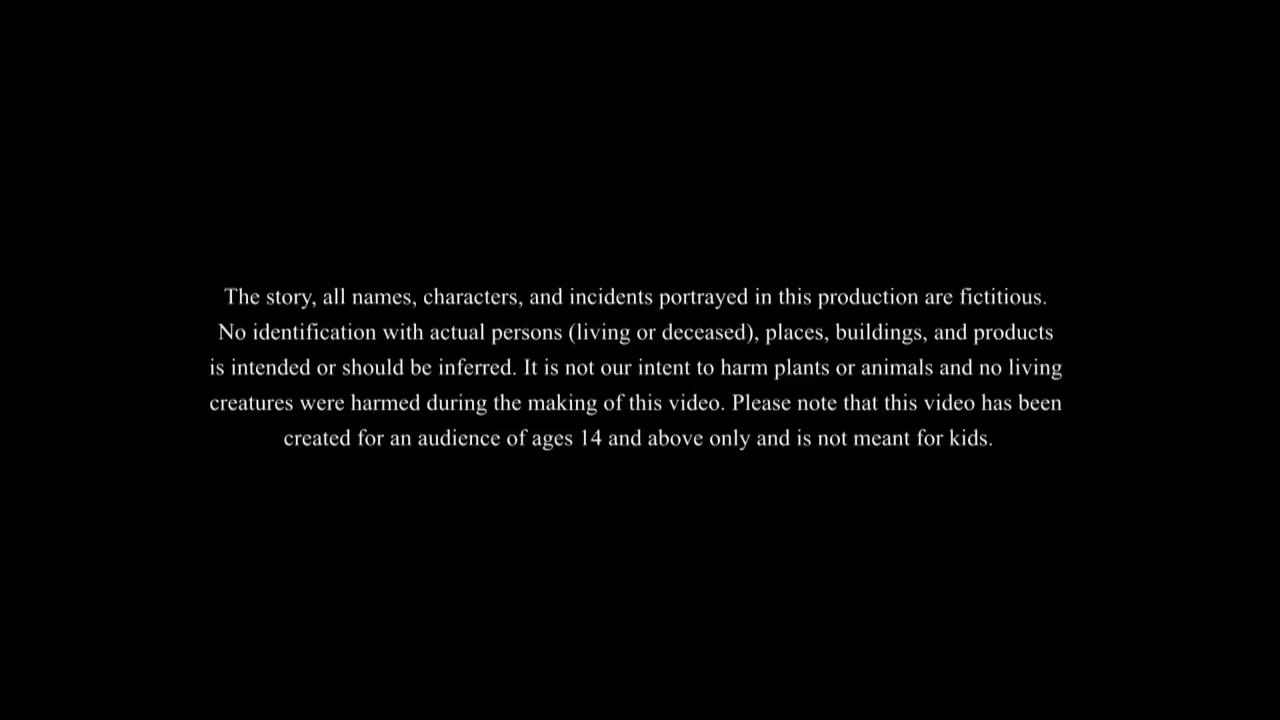 The story, all names, characters, and incidents portrayed in this production are fictitious.
No identification with actual persons (living or deceased), places, buildings, and products
is intended or should be inferred. It is not our intent to harm plants or animals and no living
creatures were harmed during the making of this video. Please note that this video has been
created for an audience of ages 14 and above only and is not meant for kids.